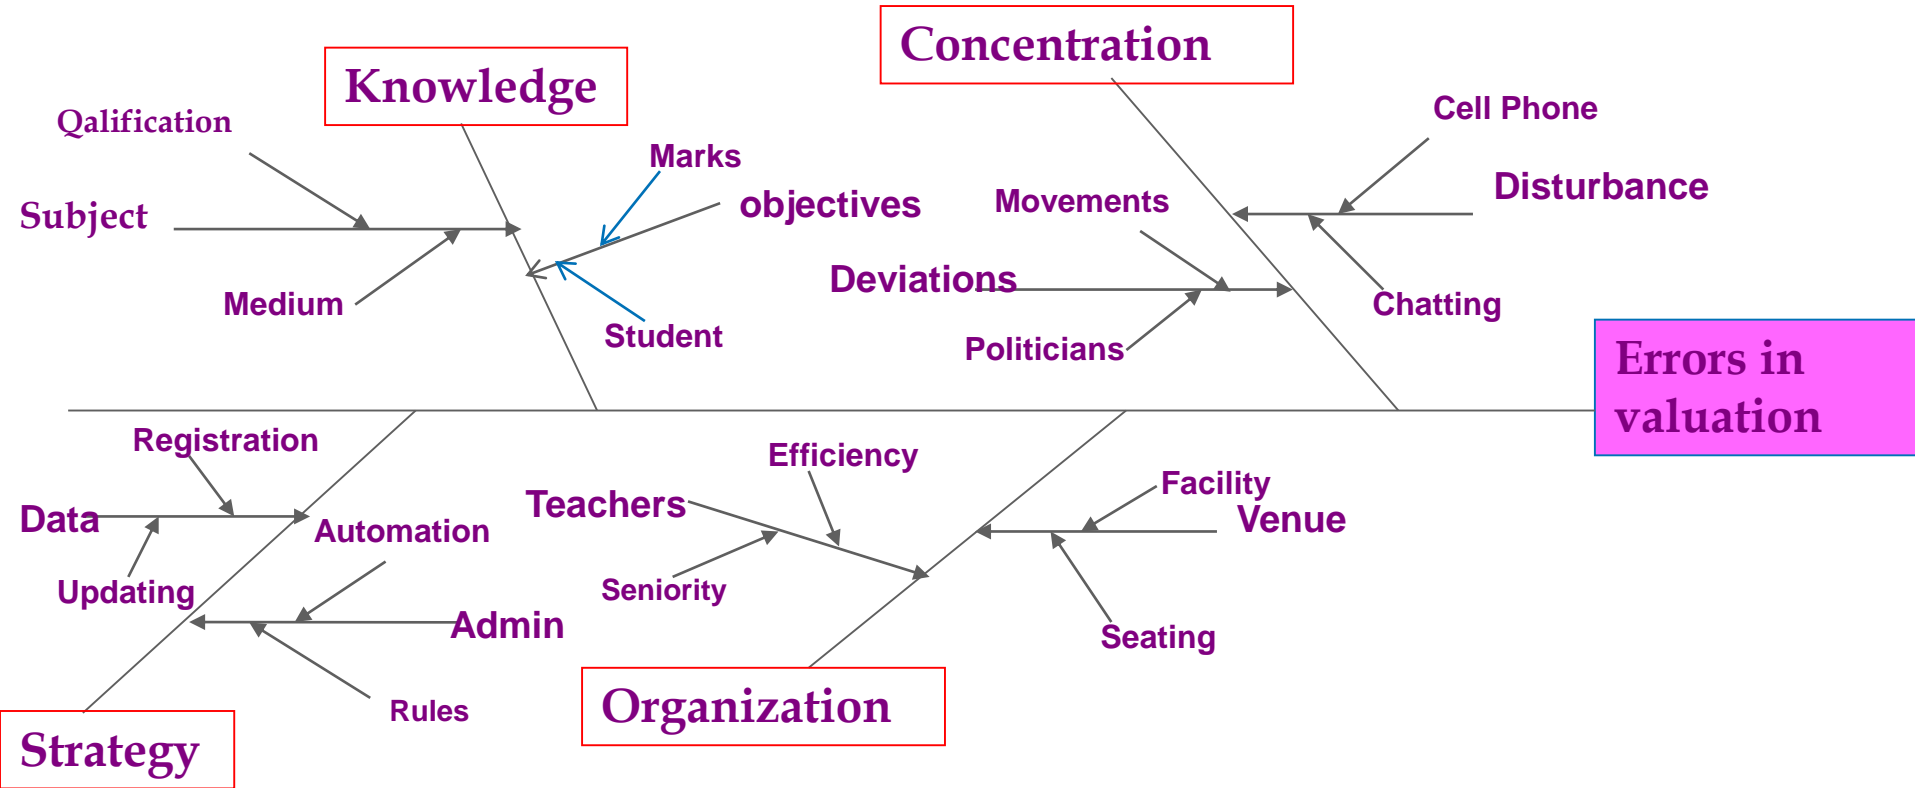 Concentration
Knowledge
Cell Phone
Qalification
Marks
Disturbance
Subject
objectives
Movements
Deviations
Medium
Chatting
Student
Politicians
Errors in
valuation
Registration
Efficiency
Facility
Data
Teachers
Venue
Automation
Updating
Seniority
Admin
Seating
Rules
Organization
Strategy